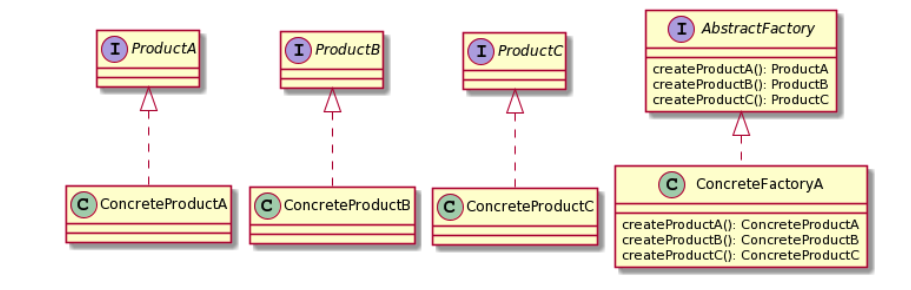 I ProductA
C ConcreteProductA
I ProductB
C ConcreteProductB
I ProductC
C ConcreteProductC
I AbstractFactory
createProductA(): ProductA
createProductB(): ProductB
createProductC(): ProductC
C ConcreteFactoryA
createProductA(): ConcreteProductA
createProductB(): ConcreteProductB
createProductC(): ConcreteProductC